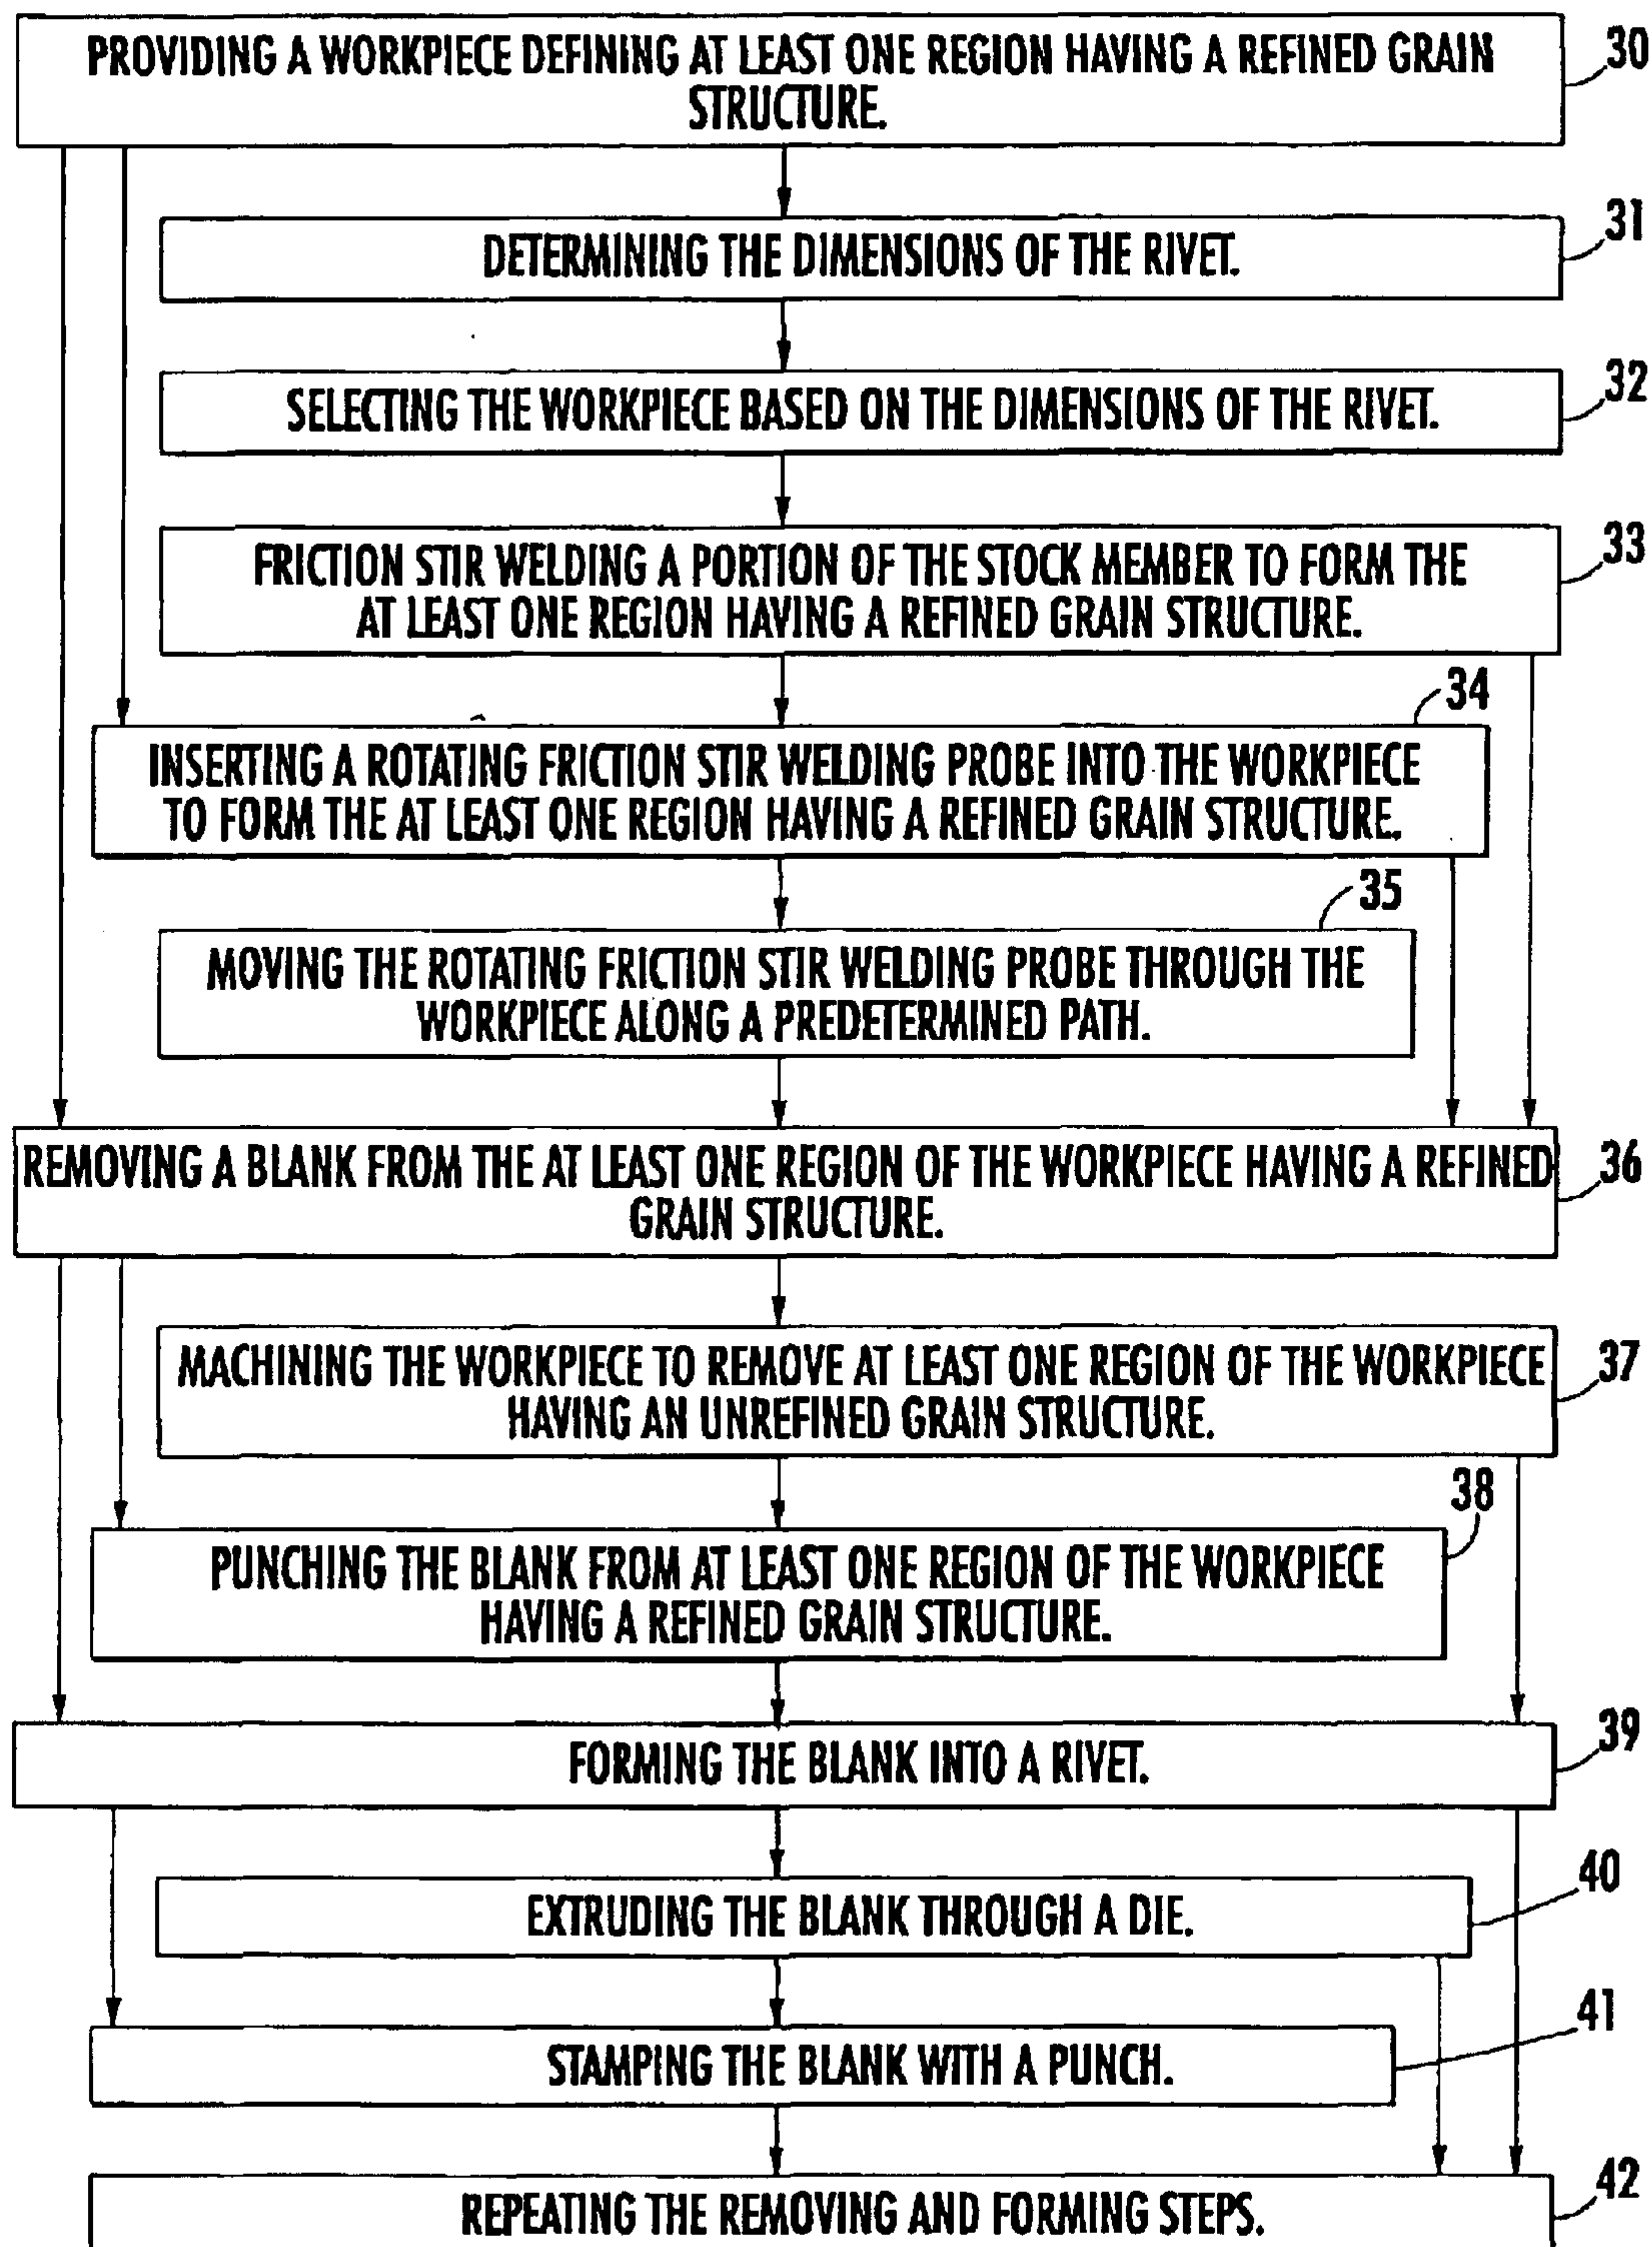 PROVIDING A WORKPIECE DEFINING AT LEAST ONE REGION HAVING A REFINED GRAIN
STRUCTURE.
30
DETERMINING THE DIMENSIONS OF THE RIVET.
31
SELECTING THE WORKPIECE BASED ON THE DIMENSIONS OF THE RIVET.
32
FRICTION STIR WELDING A PORTION OF THE STOCK MEMBER TO FORM THE
AT LEAST ONE REGION HAVING A REFINED GRAIN STRUCTURE.
33
34
INSERTING A ROTATING FRICTION STIR WELDING PROBE INTO THE WORKPIECE
TO FORM THE AT LEAST ONE REGION HAVING A REFINED GRAIN STRUCTURE.
35
MOVING THE ROTATING FRICTION STIR WELDING PROBE THROUGH THE
WORKPIECE ALONG A PREDETERMINED PATH.
REMOVING A BLANK FROM THE AT LEAST ONE REGION OF THE WORKPIECE HAVING A REFINED
GRAIN STRUCTURE.
36
MACHINING THE WORKPIECE TO REMOVE AT LEAST ONE REGION OF THE WORKPIECE
HAVING AN UNREFINED GRAIN STRUCTURE.
37
38
PUNCHING THE BLANK FROM AT LEAST ONE REGION OF THE WORKPIECE
HAVING A REFINED GRAIN STRUCTURE.
FORMING THE BLANK INTO A RIVET.
39
EXTRUDING THE BLANK THROUGH A DIE.
40
STAMPING THE BLANK WITH A PUNCH.
41
REPEATING THE REMOVING AND FORMING STEPS.
42